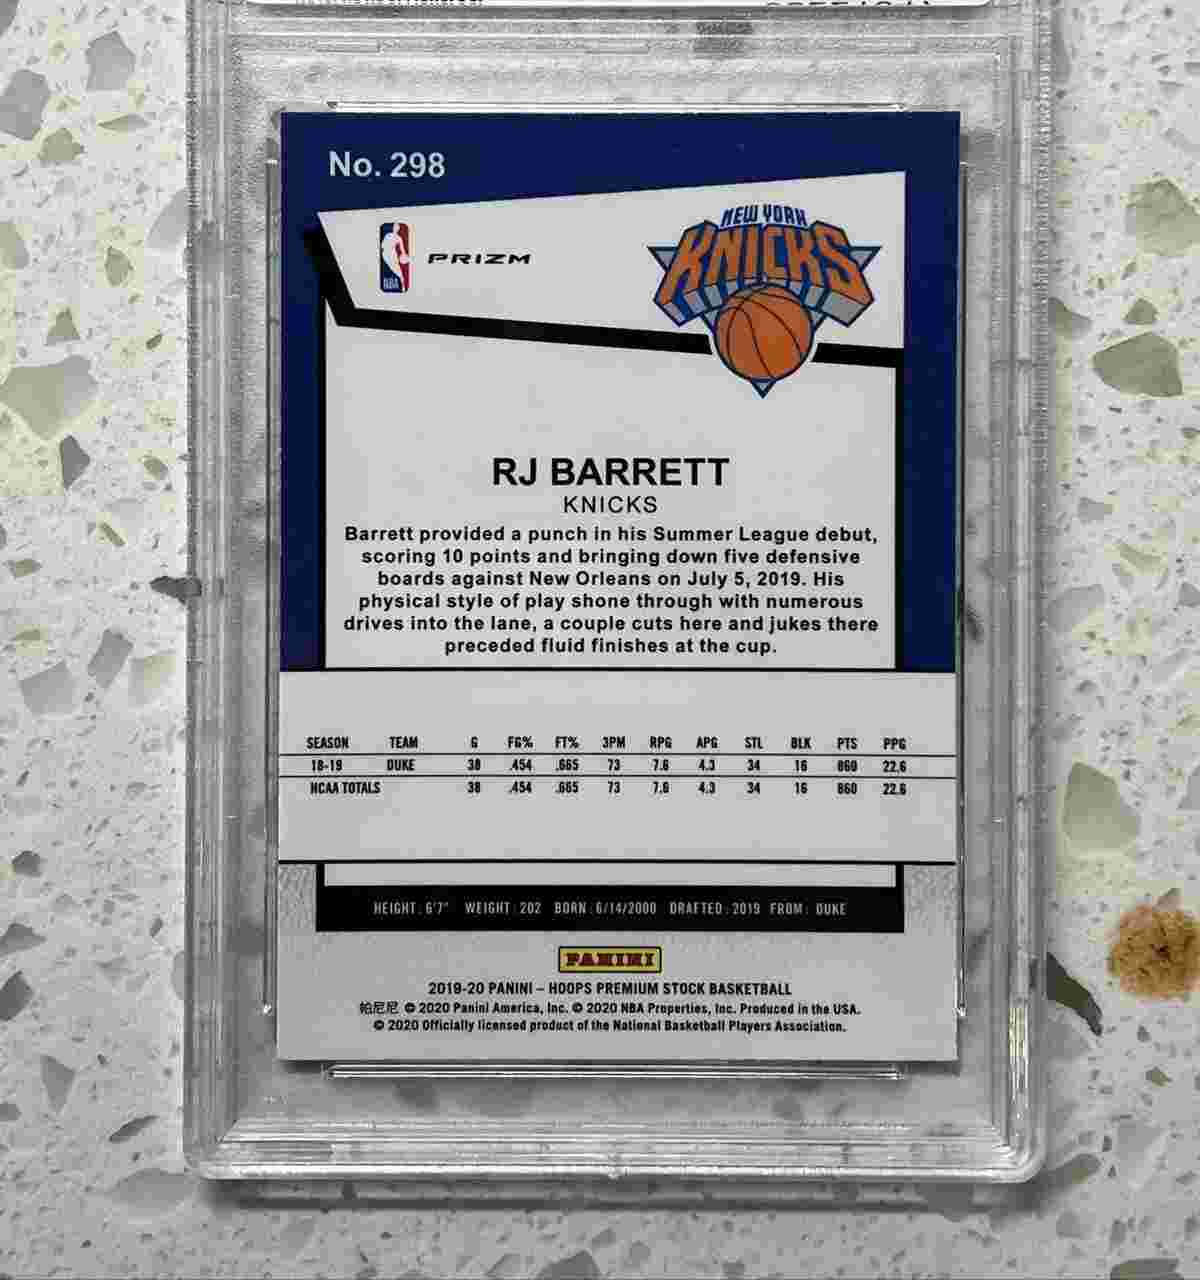 No. 298
NBA
PRIZM
NEW YORK
KNICKS
RJ BARRETT
KNICKS
Barrett provided a punch in his Summer League debut,
scoring 10 points and bringing down five defensive
boards against New Orleans on July 5, 2019. His
physical style of play shone through with numerous
drives into the lane, a couple cuts here and jukes there
preceded fluid finishes at the cup.
SEASON TEAM G FG% FT% 3PM RPG APG STL BLK PTS PPG
18-19 DUKE 38 .454 .665 73 7.6 4.3 34 16 860 22.6
NCAA TOTALS 38 .454 .665 73 7.6 4.3 34 16 860 22.6
HEIGHT: 6'7" WEIGHT: 202 BORN: 6/14/2000 DRAFTED: 2019 FROM: DUKE
PANINI
2019-20 PANINI – HOOPS PREMIUM STOCK BASKETBALL
帕尼尼 © 2020 Panini America, Inc. © 2020 NBA Properties, Inc. Produced in the USA.
© 2020 Officially licensed product of the National Basketball Players Association.